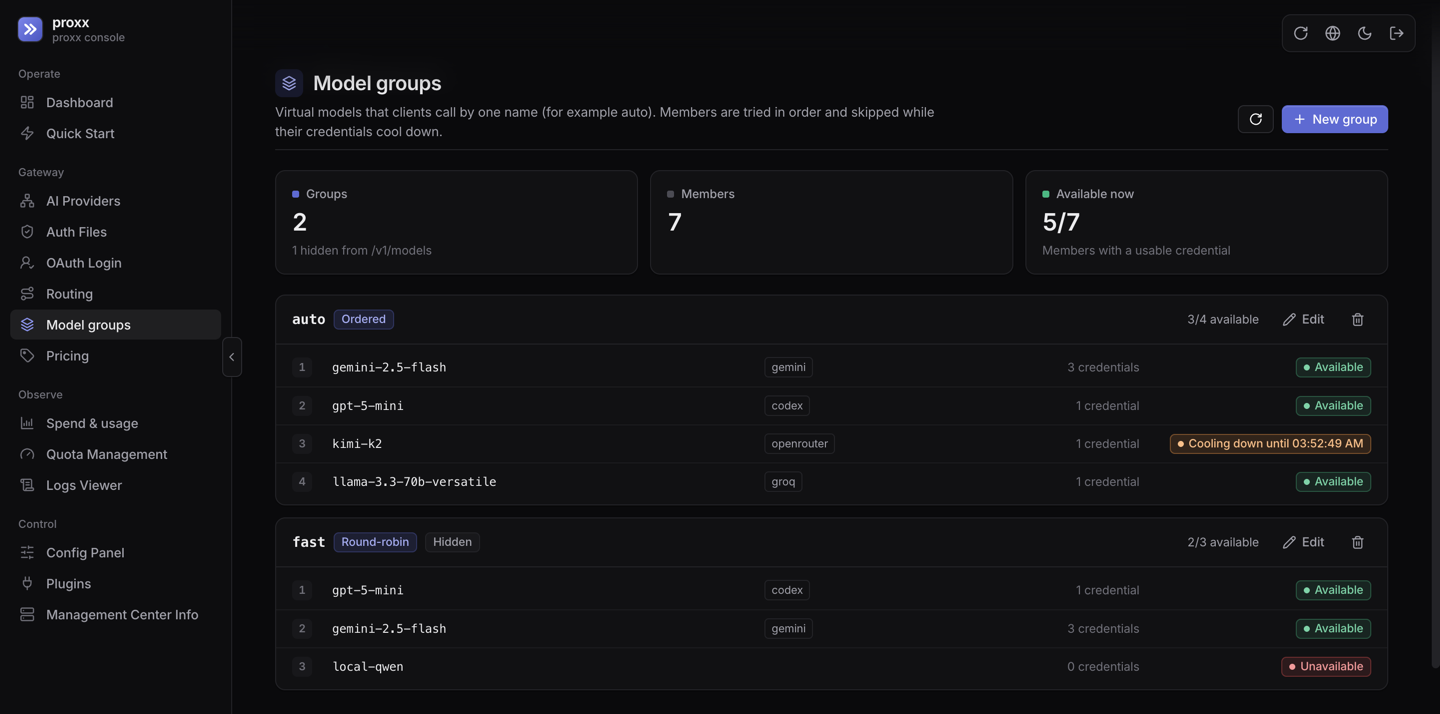 proxx
proxx console
Operate
Dashboard
Quick Start
Gateway
AI Providers
Auth Files
OAuth Login
Routing
Model groups
Pricing
Observe
Spend & usage
Quota Management
Logs Viewer
Control
Config Panel
Plugins
Management Center Info
Model groups
Virtual models that clients call by one name (for example auto). Members are tried in order and skipped while
their credentials cool down.
New group
Groups
2
1 hidden from /v1/models
Members
7
Available now
5/7
Members with a usable credential
auto Ordered 3/4 available Edit
1 gemini-2.5-flash gemini 3 credentials Available
2 gpt-5-mini codex 1 credential Available
3 kimi-k2 openrouter 1 credential Cooling down until 03:52:49 AM
4 llama-3.3-70b-versatile groq 1 credential Available
fast Round-robin Hidden 2/3 available Edit
1 gpt-5-mini codex 1 credential Available
2 gemini-2.5-flash gemini 3 credentials Available
3 local-qwen 0 credentials Unavailable